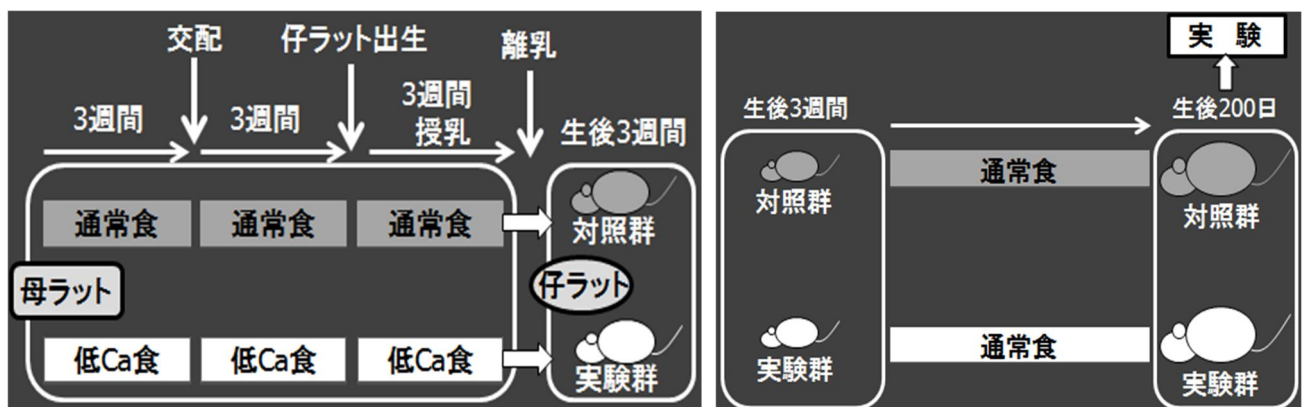 交配
仔ラット出生
離乳
3週間
3週間
3週間
授乳
生後3週間
通常食
通常食
通常食
対照群
母ラット
仔ラット
低Ca食
低Ca食
低Ca食
実験群
実 験
生後3週間
生後200日
通常食
対照群
対照群
通常食
実験群
実験群